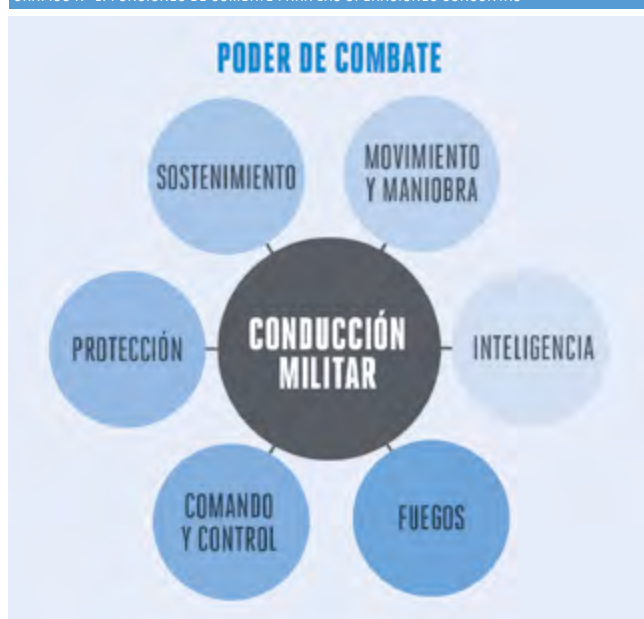 PODER DE COMBATE
SOSTENIMIENTO
MOVIMIENTO
Y MANIOBRA
PROTECCIÓN
CONDUCCIÓN
MILITAR
INTELIGENCIA
COMANDO
Y CONTROL
FUEGOS